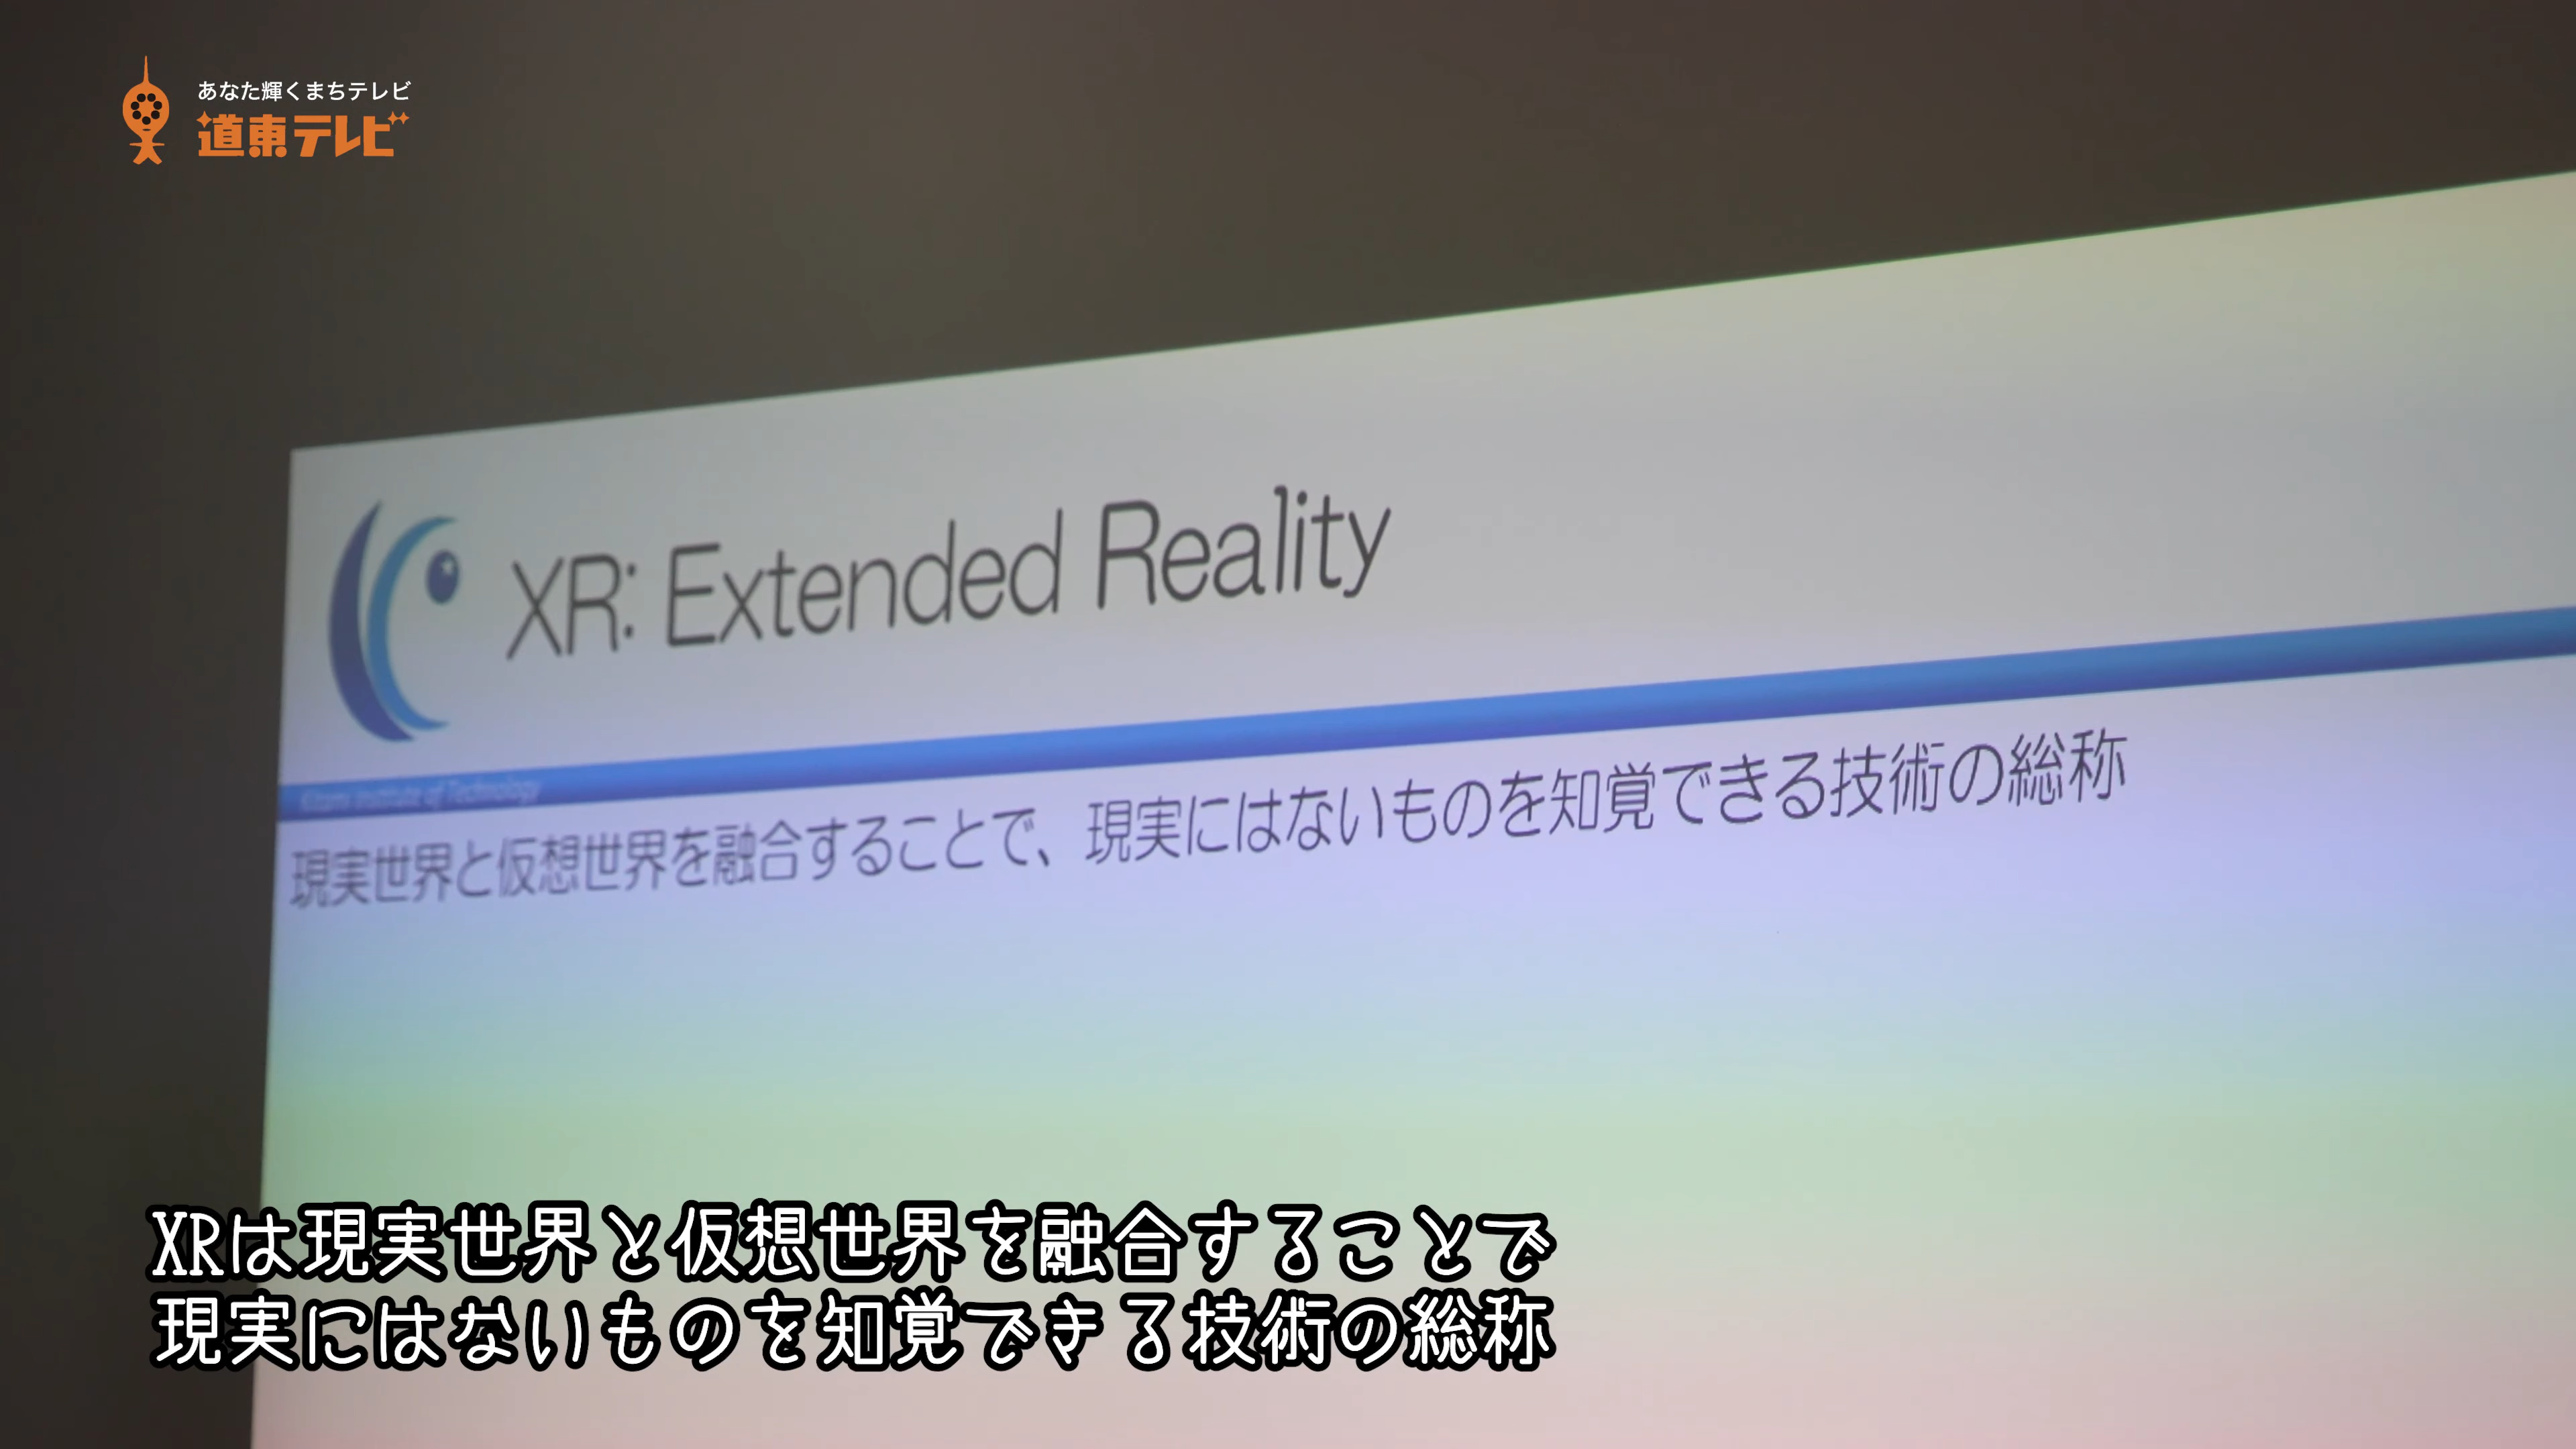 あなた輝くまちテレビ
道東テレビ
XR: Extended Reality
Kitami Institute of Technology
現実世界と仮想世界を融合することで、現実にはないものを知覚できる技術の総称
XRは現実世界と仮想世界を融合することで
現実にはないものを知覚できる技術の総称